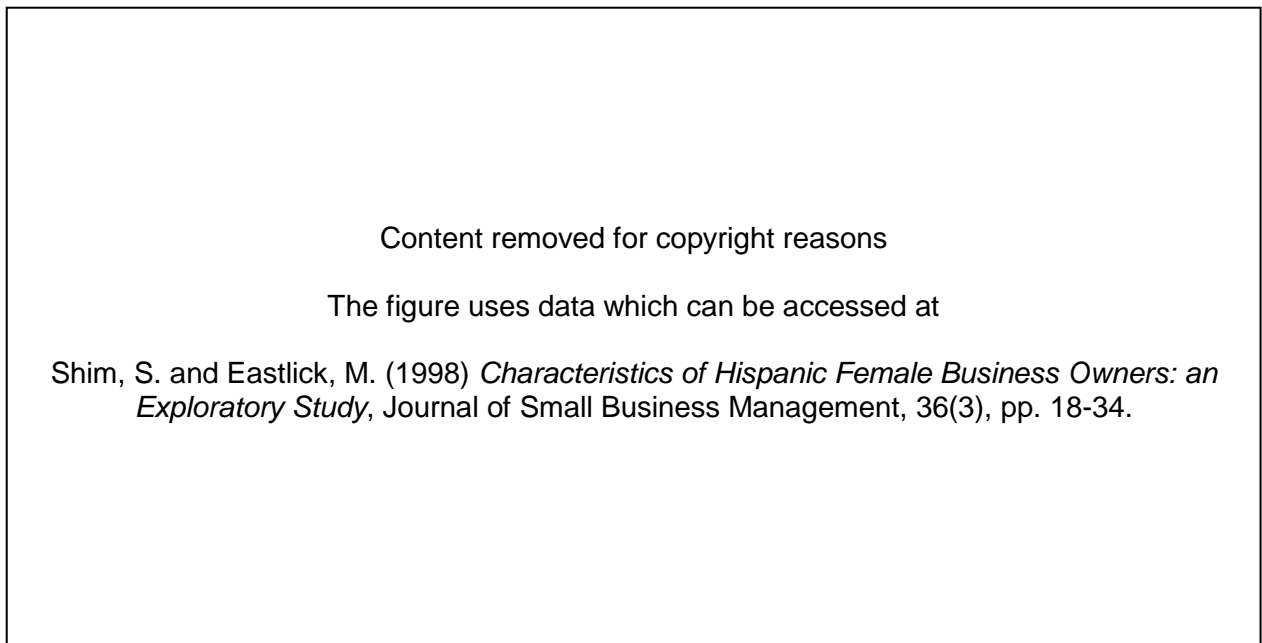 Content removed for copyright reasons
The figure uses data which can be accessed at
Shim, S. and Eastlick, M. (1998) Characteristics of Hispanic Female Business Owners: an
Exploratory Study, Journal of Small Business Management, 36(3), pp. 18-34.